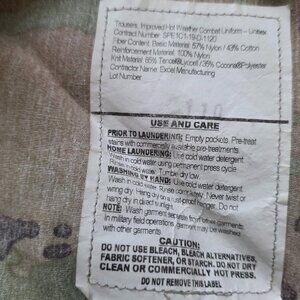 Trousers, Improved Hot Weather Combat Uniform - Unisex
Contract Number: SPE1C1-19-D-1120
Fiber Content: Basic Material: 57% Nylon / 43% Cotton
Reinforcement Material: 100% Nylon
Knit Material: 65% Tencel®Lyocell / 35% Cocona®Polyester
Contractor Name: Excel Manufacturing
Lot Number:
USE AND CARE
PRIOR TO LAUNDERING: Empty pockets. Pre-treat
stains with commercially available pre-treatments.
HOME LAUNDERING: Use cold water detergent.
Wash in cold water using permanent press cycle.
Rinse in cold water. Tumble dry low.
WASHING BY HAND: Use cold water detergent.
Wash in cold water. Rinse completely. Never twist or
wring dry. Hang dry on a rust-proof hanger. Do not
hang in direct sunlight.
NOTE: Wash garment separate from other garments.
In military field operations garment may be washed
with other garments.
CAUTION:
DO NOT USE BLEACH, BLEACH ALTERNATIVES,
FABRIC SOFTENER, OR STARCH. DO NOT DRY
CLEAN OR COMMERCIALLY HOT PRESS.
DO NOT REMOVE THIS LABEL